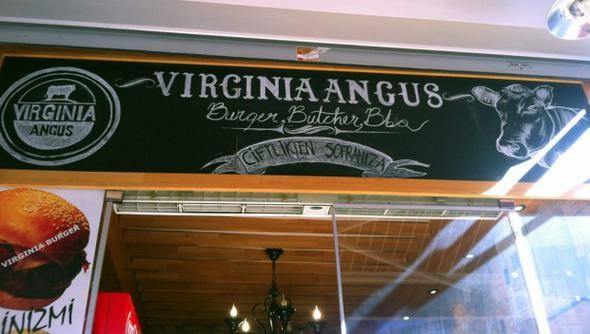 VIRGINIA ANGUS
Burger, Butcher, Bbq
ÇİFTLİKTEN SOFRANIZA
VIRGINIA
ANGUS
VIRGINIA BURGER
İNİZMİ